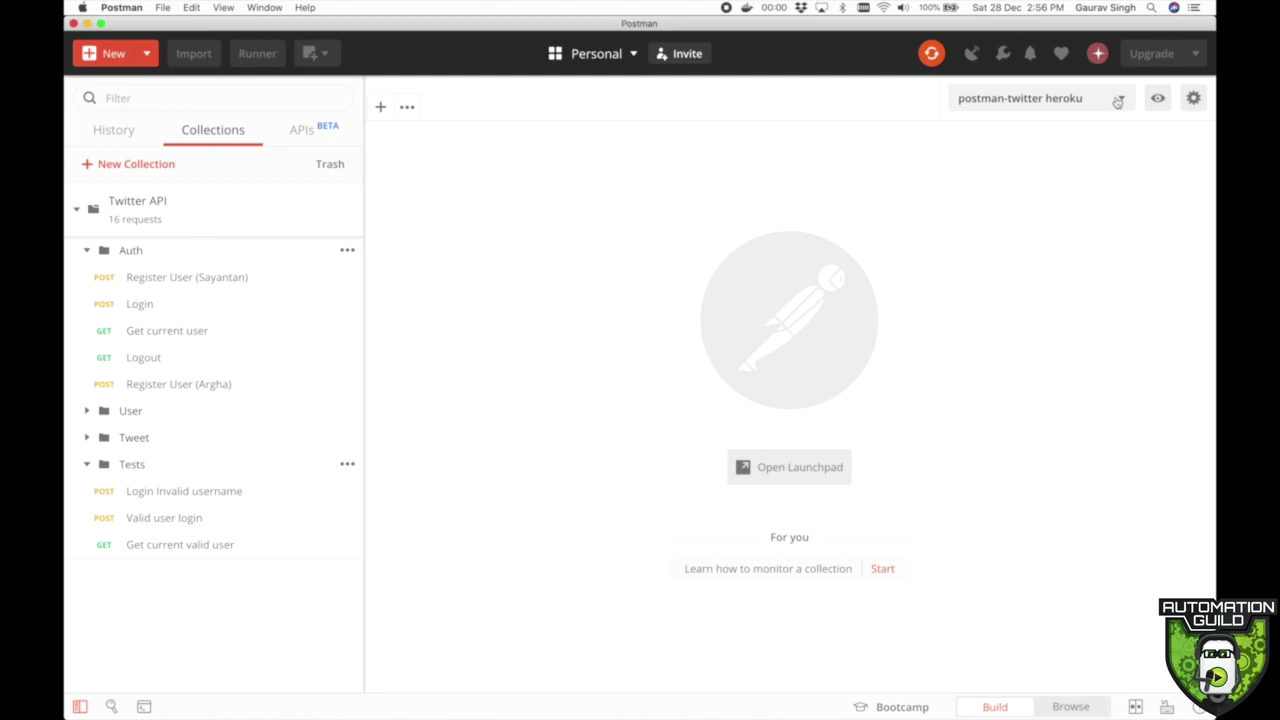 Postman File Edit View Window Help 00:00 100% Sat 28 Dec 2:56 PM Gaurav Singh
Postman
New Import Runner Personal Invite Upgrade
Filter
postman-twitter heroku
History Collections APIs BETA
+ New Collection Trash
Twitter API
16 requests
Auth
POST Register User (Sayantan)
POST Login
GET Get current user
GET Logout
POST Register User (Argha)
User
Tweet
Tests
POST Login Invalid username
POST Valid user login
GET Get current valid user
Open Launchpad
For you
Learn how to monitor a collection Start
AUTOMATION
GUILD
Bootcamp Build Browse